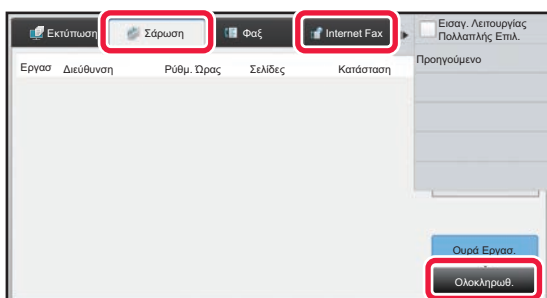 Εκτύπωση Σάρωση Φαξ Internet Fax
Εισαγ. Λειτουργίας
Πολλαπλής Επιλ.
Εργασ Διεύθυνση Ρύθμ. Ώρας Σελίδες Κατάσταση
Προηγούμενο
Ουρά Εργασ.
Ολοκληρωθ.